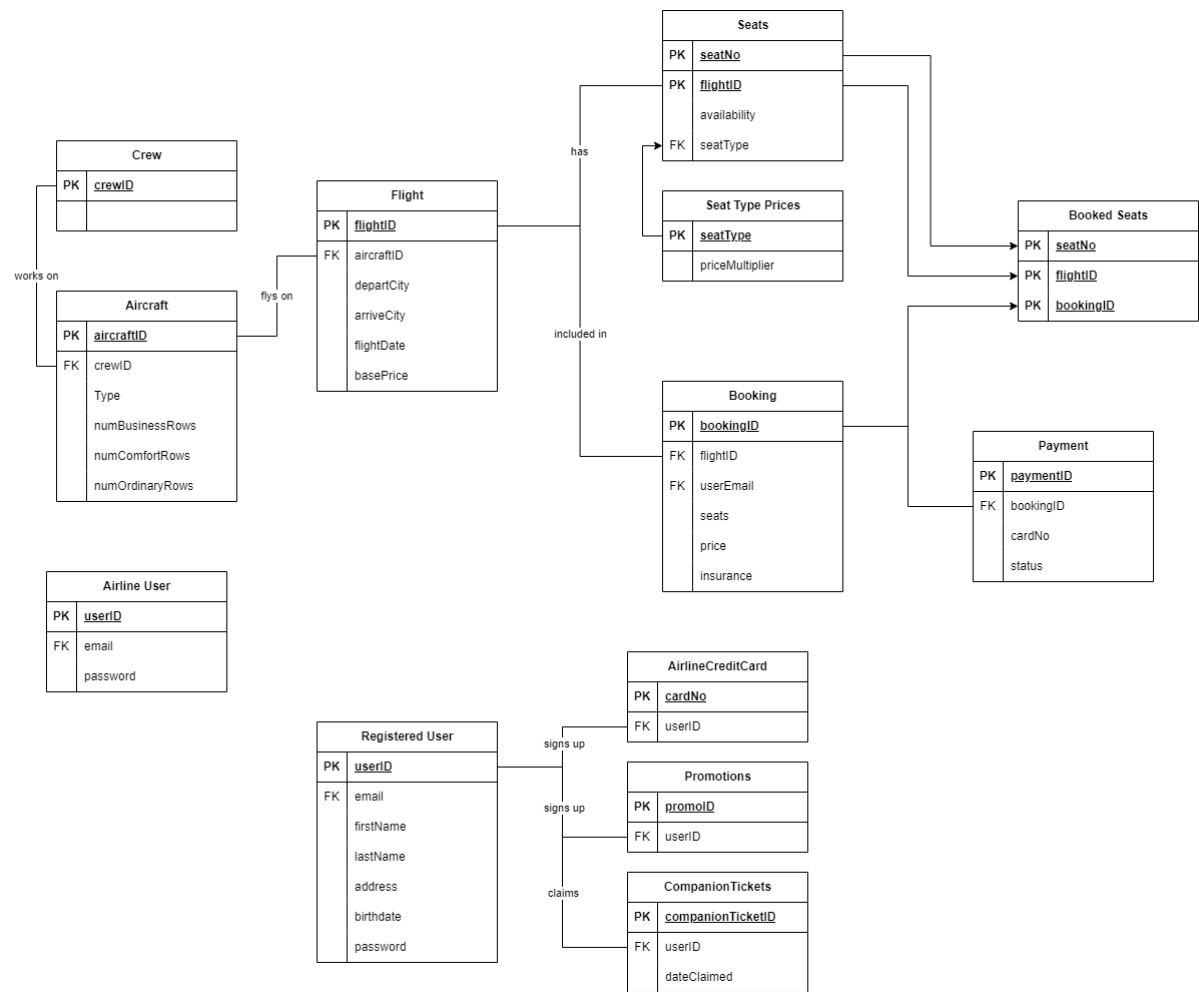 Seats
PK seatNo
PK flightID
availability
FK seatType
has
Crew
PK crewID
works on
Flight
PK flightID
FK aircraftID
departCity
arriveCity
flightDate
basePrice
flys on
included in
Seat Type Prices
PK seatType
priceMultiplier
Booked Seats
PK seatNo
PK flightID
PK bookingID
Aircraft
PK aircraftID
FK crewID
Type
numBusinessRows
numComfortRows
numOrdinaryRows
Booking
PK bookingID
FK flightID
FK userEmail
seats
price
insurance
Payment
PK paymentID
FK bookingID
cardNo
status
Airline User
PK userID
FK email
password
Registered User
PK userID
FK email
firstName
lastName
address
birthdate
password
signs up
signs up
claims
AirlineCreditCard
PK cardNo
FK userID
Promotions
PK promoID
FK userID
CompanionTickets
PK companionTicketID
FK userID
dateClaimed